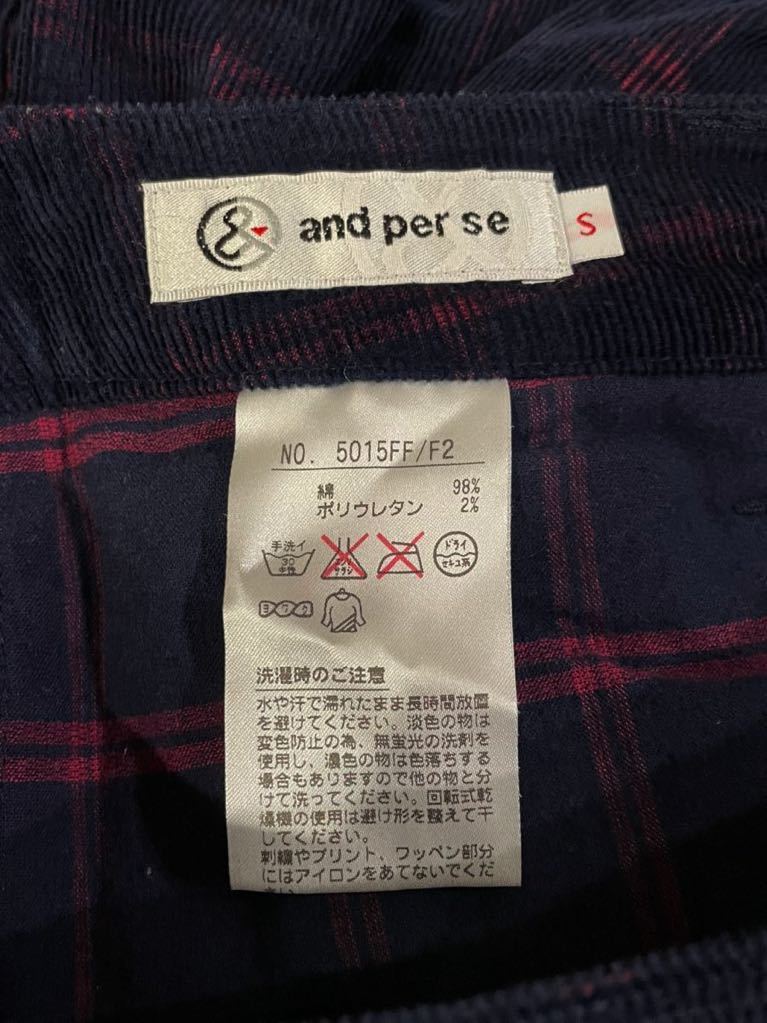 and per se
S
NO. 5015FF/F2
綿 98%
ポリウレタン 2%
手洗イ
30
中性
エンソ
サラシ
ドライ
セキユ系
ヨワク
洗濯時のご注意
水や汗で濡れたまま長時間放置
を避けてください。淡色の物は
変色防止の為、無蛍光の洗剤を
使用し、濃色の物は色落ちする
場合もありますので他の物と分
けて洗ってください。回転式乾
燥機の使用は避け形を整えて干
してください。
刺繍やプリント、ワッペン部分
にはアイロンをあてないでくだ
さい。